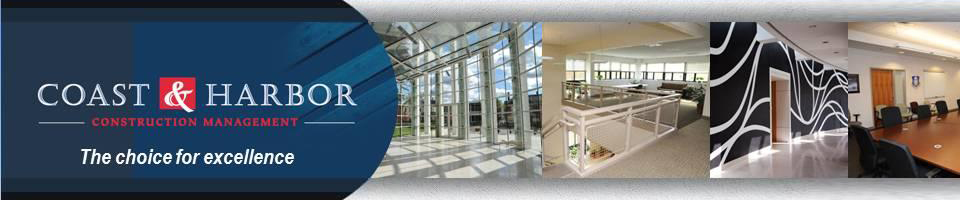 COAST & HARBOR
CONSTRUCTION MANAGEMENT
The choice for excellence